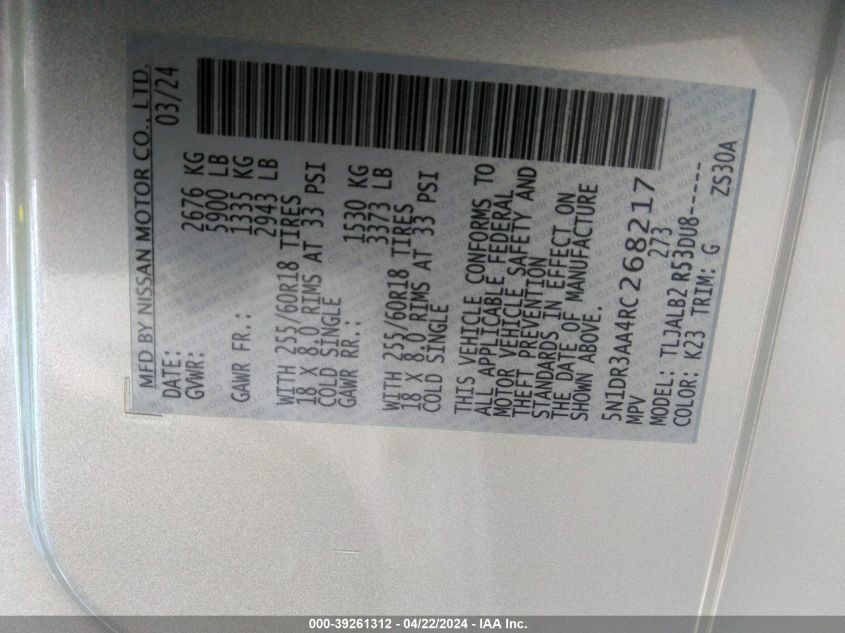 MFD BY NISSAN MOTOR CO., LTD.
DATE: 03/24
GVWR: 2676 KG
5900 LB
GAWR FR.: 1335 KG
2943 LB
WITH 255/60R18 TIRES
18 X 8.0 RIMS AT 33 PSI
COLD SINGLE
GAWR RR.: 1530 KG
3373 LB
WITH 255/60R18 TIRES
18 X 8.0 RIMS AT 33 PSI
COLD SINGLE
THIS VEHICLE CONFORMS TO
ALL APPLICABLE FEDERAL
MOTOR VEHICLE SAFETY AND
THEFT PREVENTION
STANDARDS IN EFFECT ON
THE DATE OF MANUFACTURE
SHOWN ABOVE.
5N1DR3AA4RC268217
MPV 273
MODEL: TLJALB2 R53DU8-----
COLOR: K23 TRIM: G ZS30A
000-39261312 - 04/22/2024 - IAA Inc.